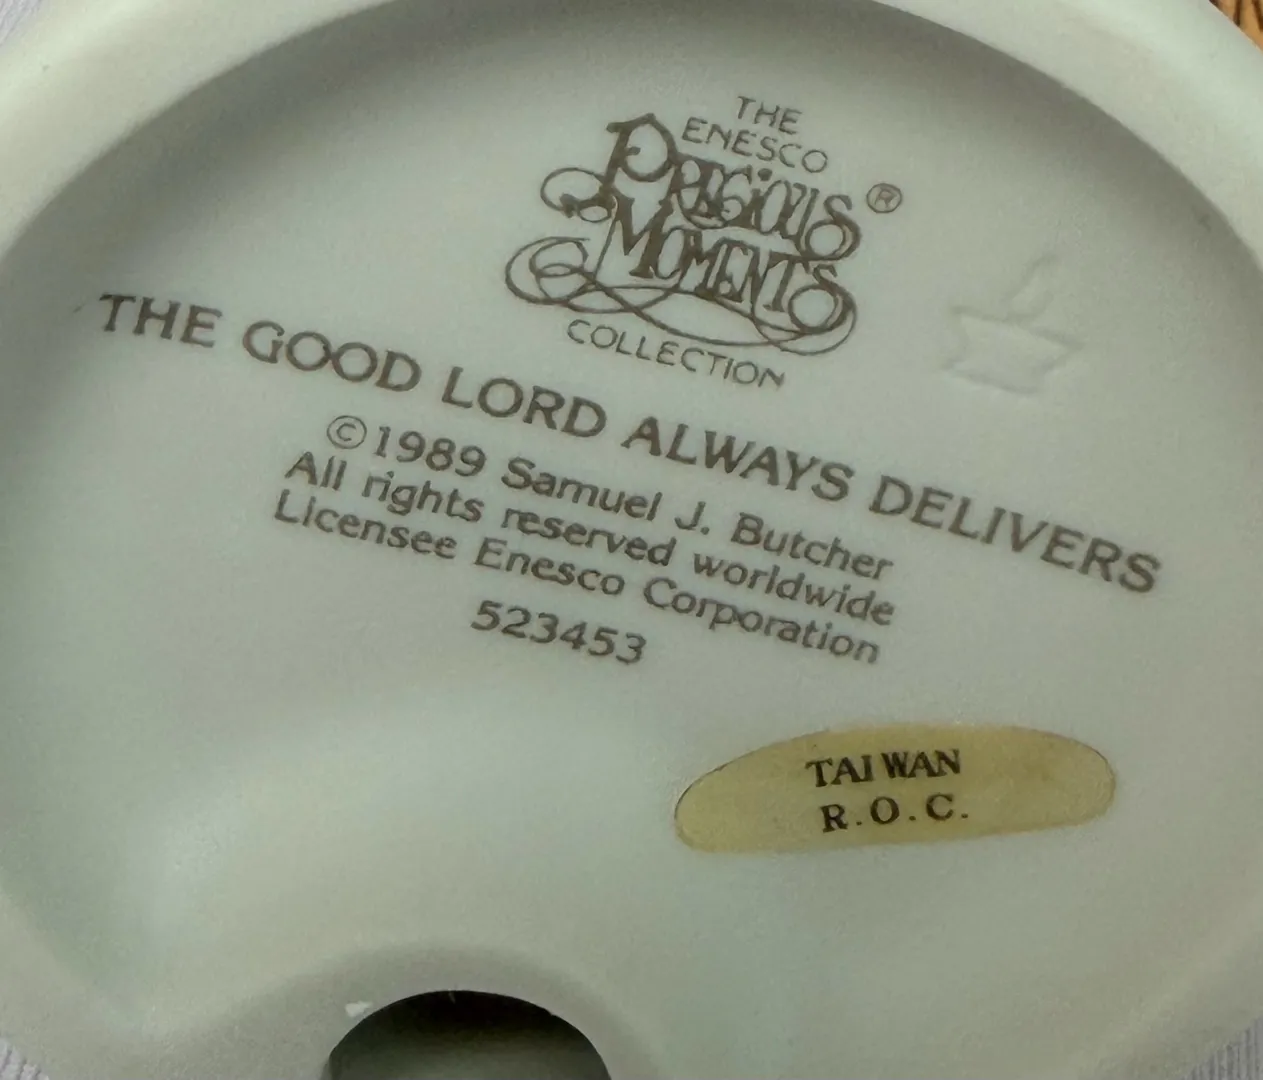 THE
ENESCO
PRECIOUS ®
MOMENTS
COLLECTION
THE GOOD LORD ALWAYS DELIVERS
©1989 Samuel J. Butcher
All rights reserved worldwide
Licensee Enesco Corporation
523453
TAIWAN
R.O.C.